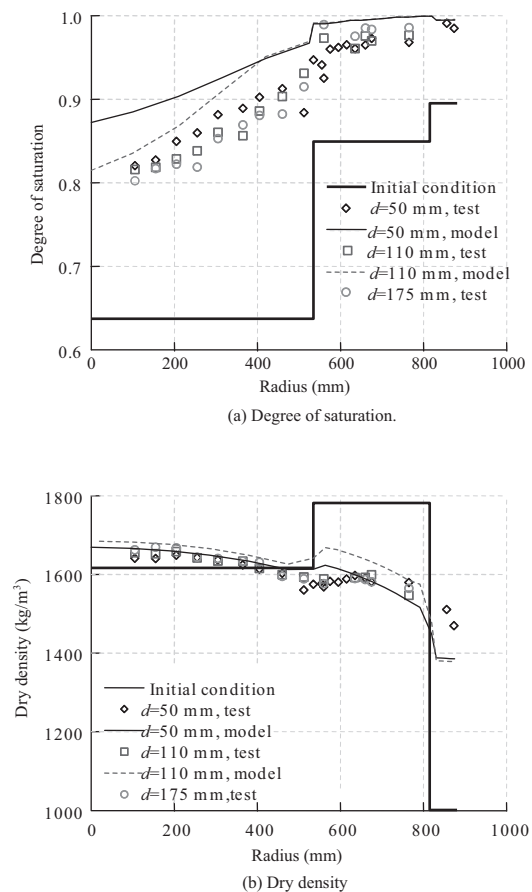 1.0
0.9
0.8
0.7
0.6
Degree of saturation
Initial condition
d=50 mm, test
d=50 mm, model
d=110 mm, test
d=110 mm, model
d=175 mm, test
0 200 400 600 800 1000
Radius (mm)
(a) Degree of saturation.
1800
1600
1400
1200
1000
Dry density (kg/m³)
Initial condition
d=50 mm, test
d=50 mm, model
d=110 mm, test
d=110 mm, model
d=175 mm,test
0 200 400 600 800 1000
Radius (mm)
(b) Dry density